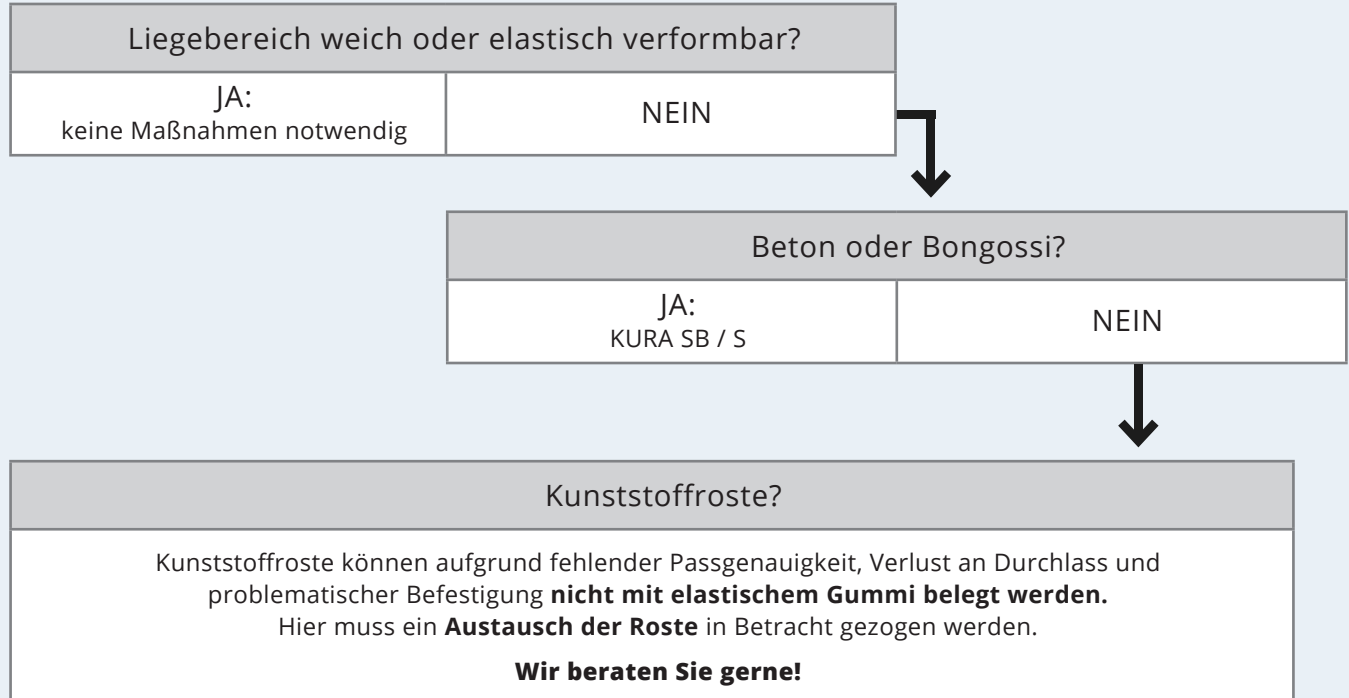 Liegebereich weich oder elastisch verformbar?
JA:
keine Maßnahmen notwendig
NEIN
Beton oder Bongossi?
JA:
KURA SB / S
NEIN
Kunststoffroste?
Kunststoffroste können aufgrund fehlender Passgenauigkeit, Verlust an Durchlass und
problematischer Befestigung nicht mit elastischem Gummi belegt werden.
Hier muss ein Austausch der Roste in Betracht gezogen werden.
Wir beraten Sie gerne!